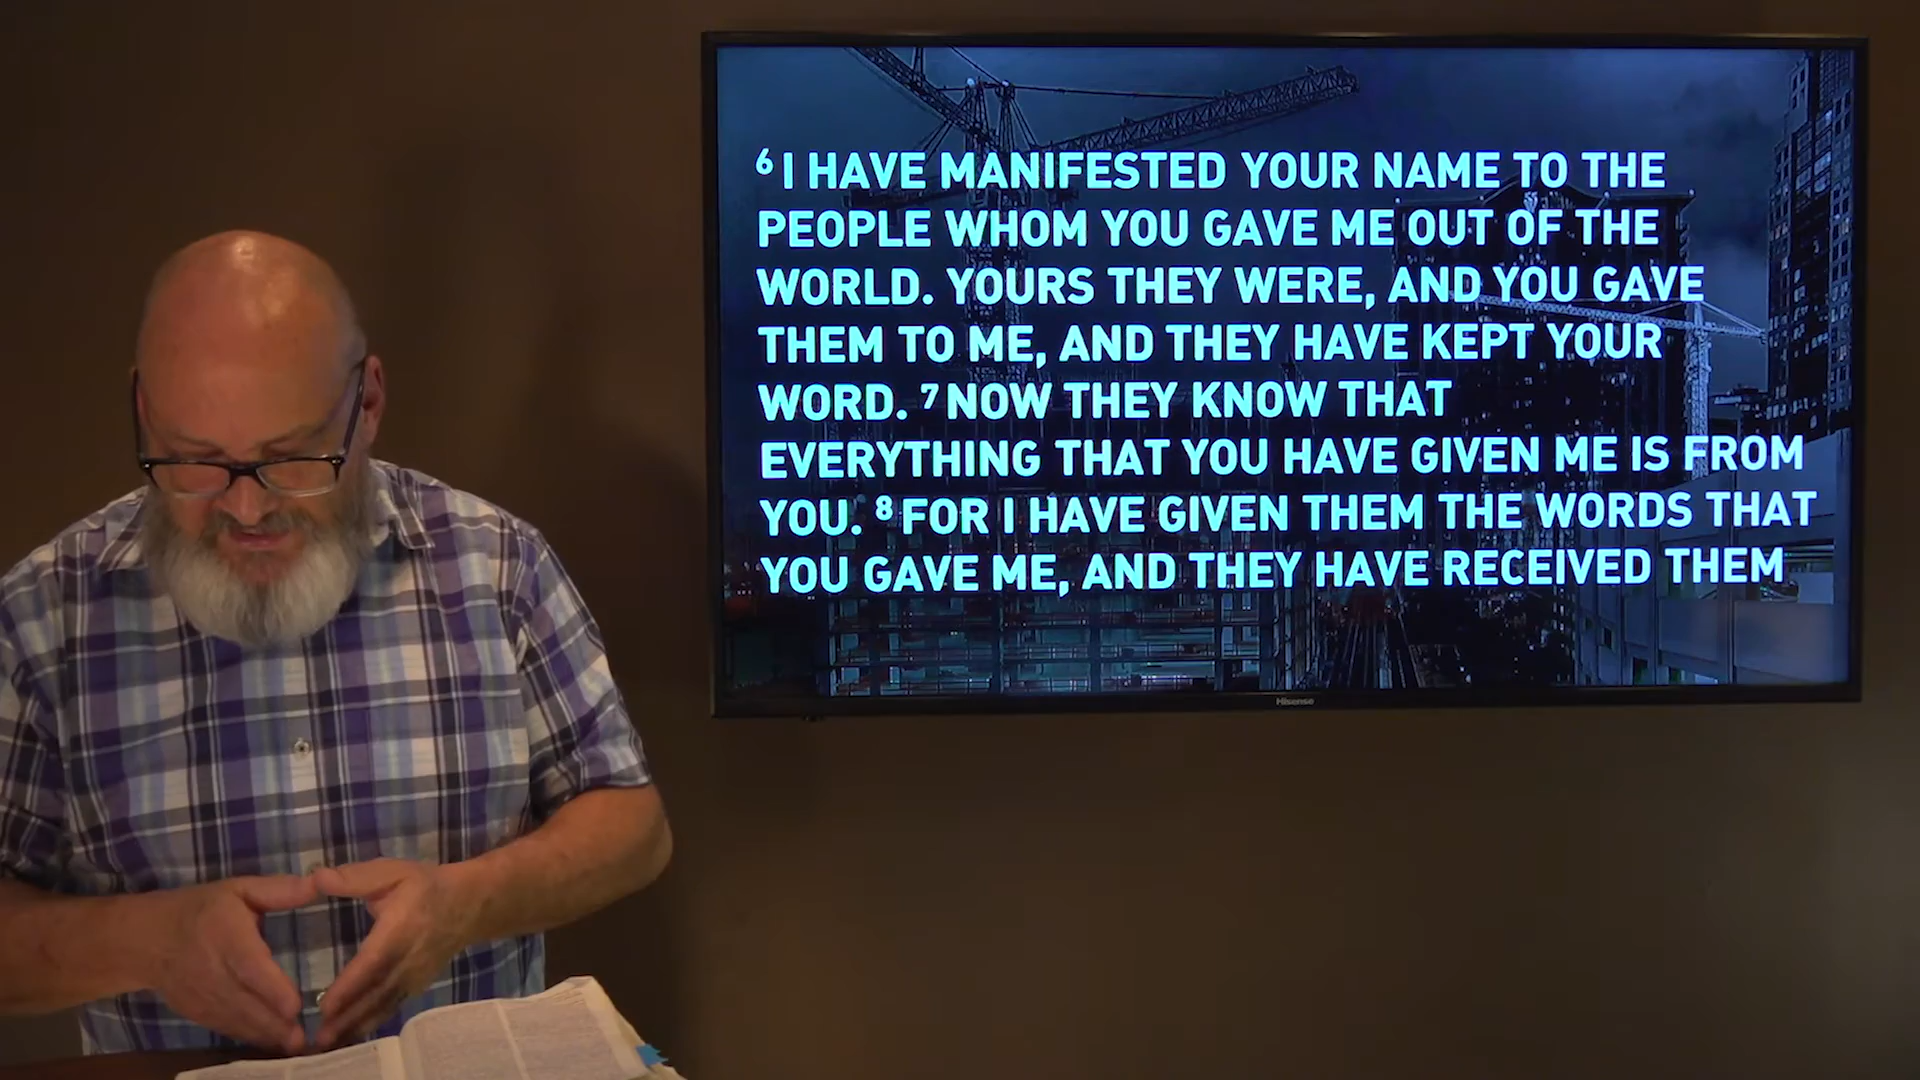 ⁶ I HAVE MANIFESTED YOUR NAME TO THE
PEOPLE WHOM YOU GAVE ME OUT OF THE
WORLD. YOURS THEY WERE, AND YOU GAVE
THEM TO ME, AND THEY HAVE KEPT YOUR
WORD. ⁷ NOW THEY KNOW THAT
EVERYTHING THAT YOU HAVE GIVEN ME IS FROM
YOU. ⁸ FOR I HAVE GIVEN THEM THE WORDS THAT
YOU GAVE ME, AND THEY HAVE RECEIVED THEM
Hisense